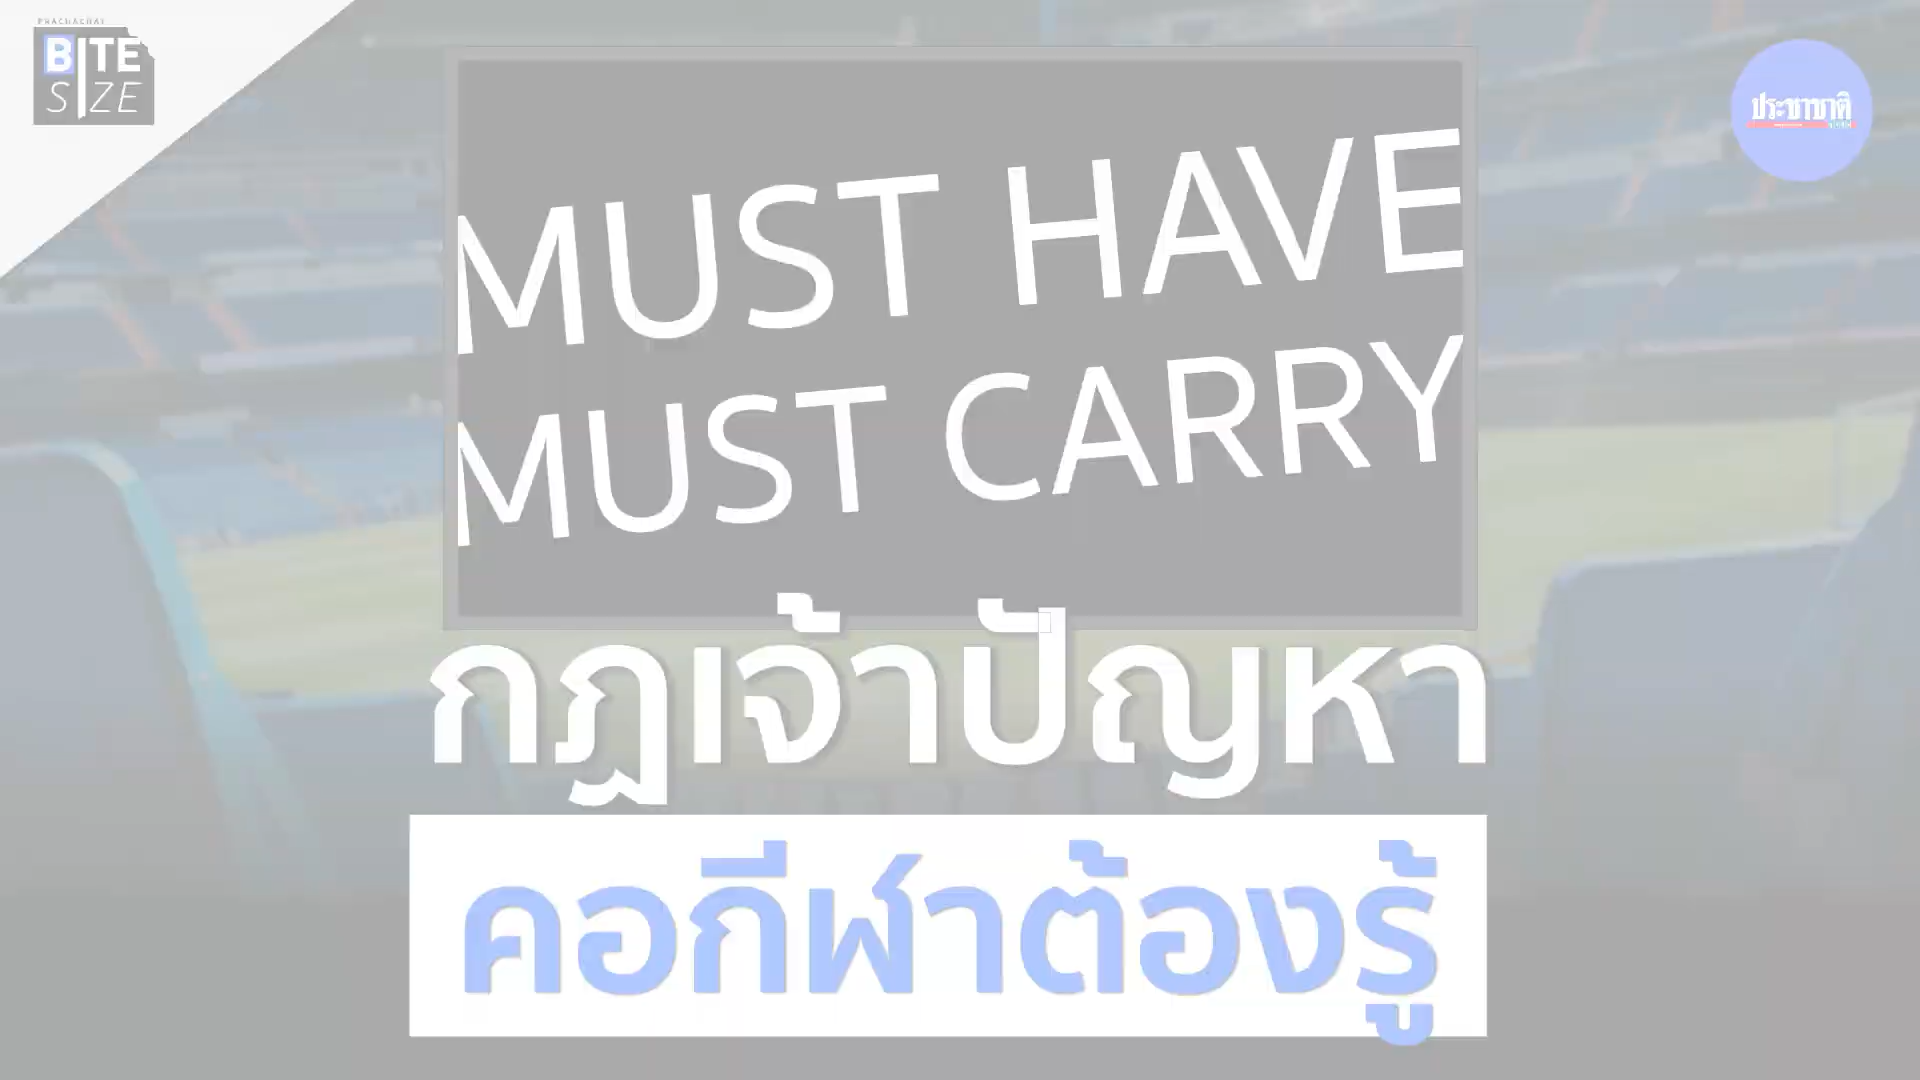 PRACHACHAT
BITE
SIZE
ประชาชาติ
MUST HAVE
MUST CARRY
กฎเจ้าปัญหา
คอกีฬาต้องรู้